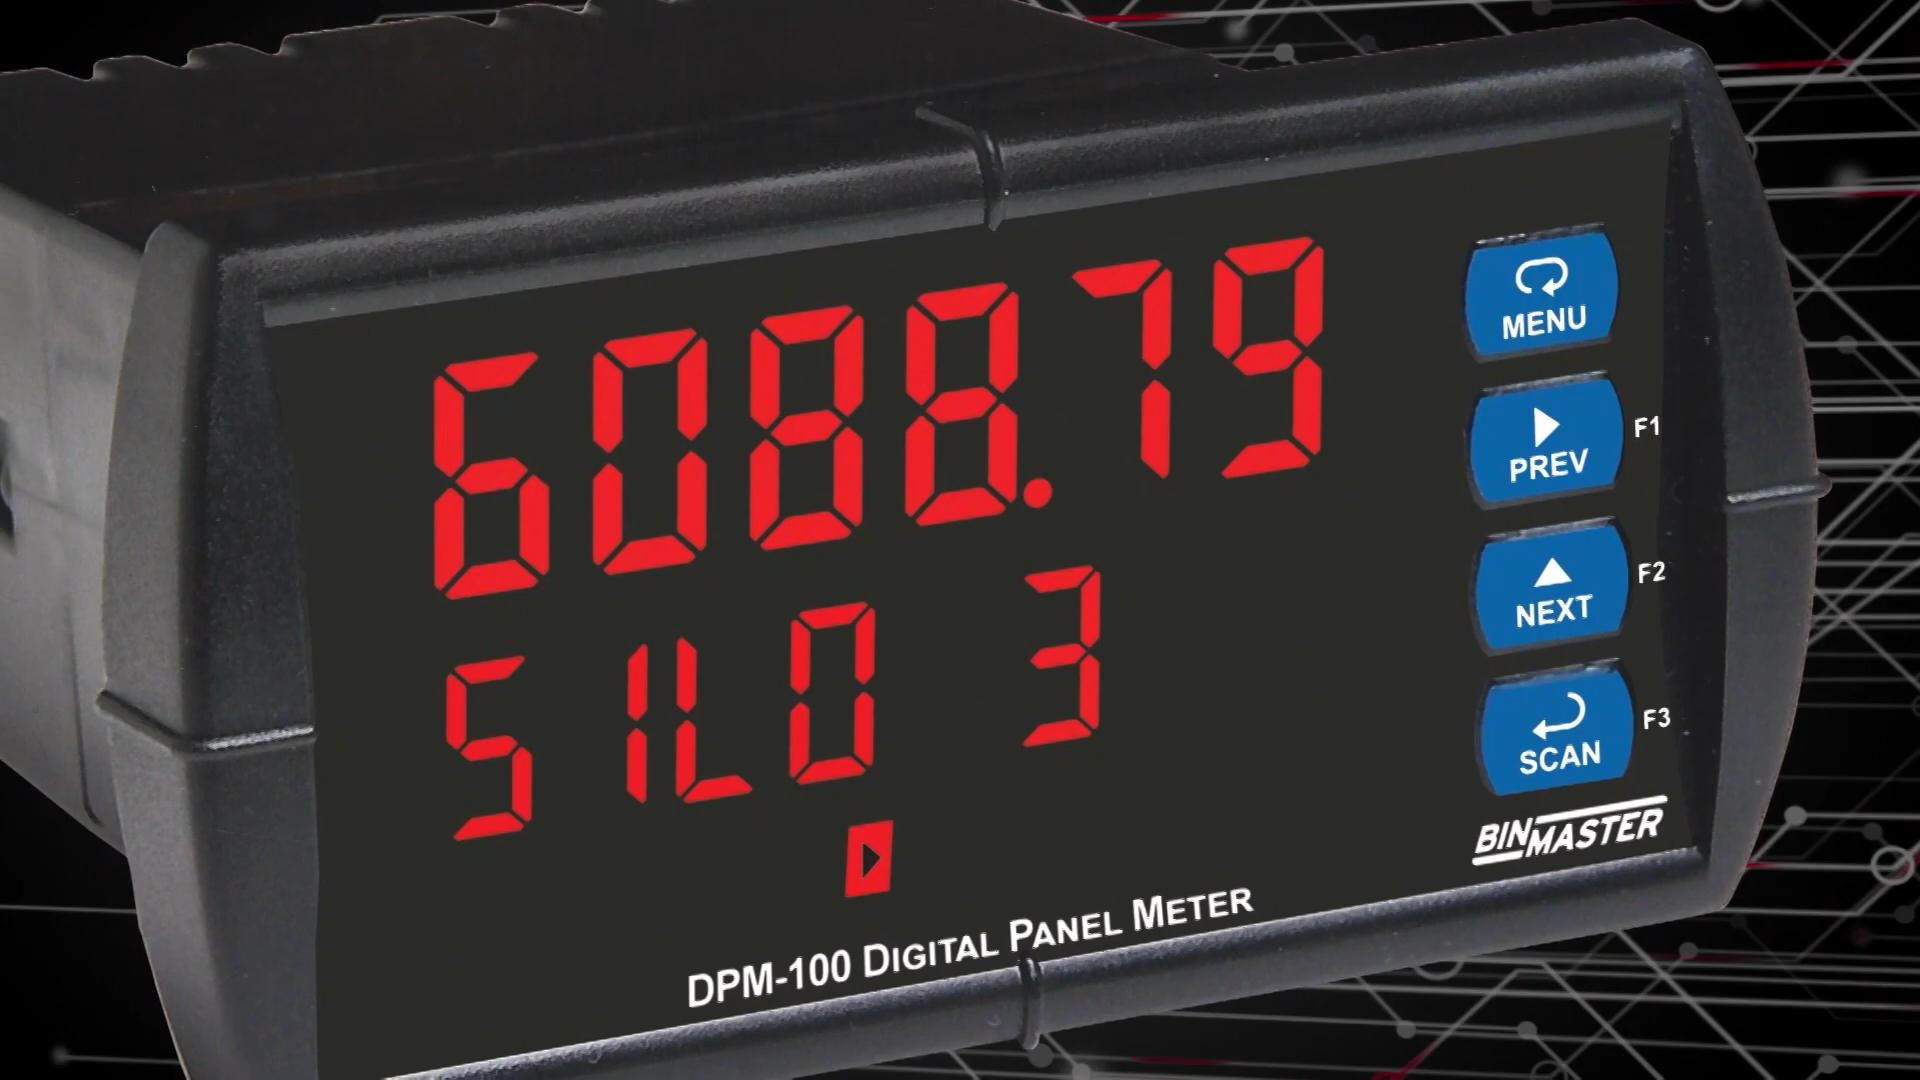 6088.79
SILO 3
MENU
PREV F1
NEXT F2
SCAN F3
BINMASTER
DPM-100 DIGITAL PANEL METER